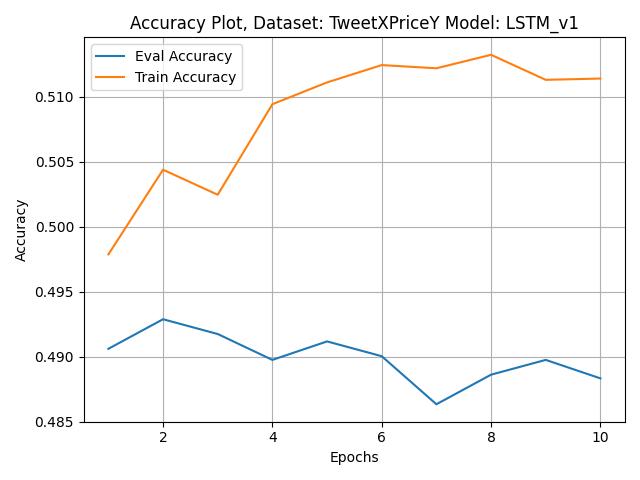 Accuracy Plot, Dataset: TweetXPriceY Model: LSTM_v1
Eval Accuracy
Train Accuracy
Accuracy
0.510
0.505
0.500
0.495
0.490
0.485
2 4 6 8 10
Epochs